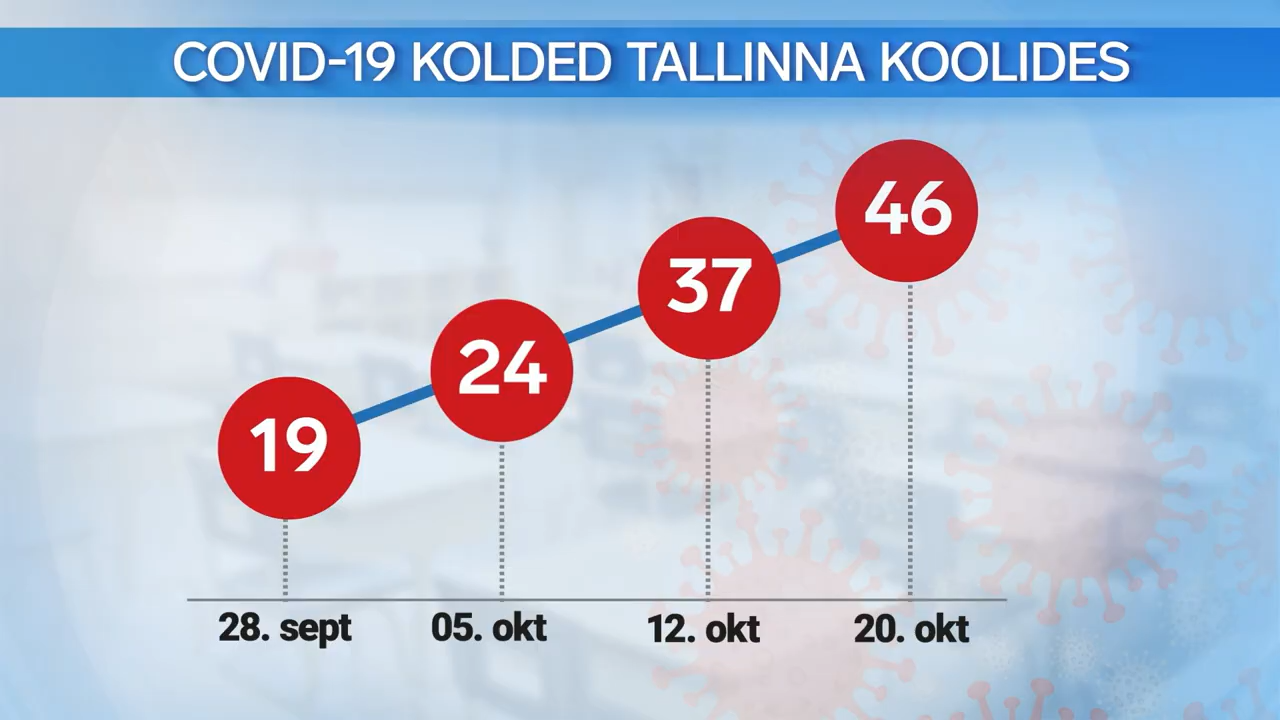 COVID-19 KOLDED TALLINNA KOOLIDES
46
37
24
19
28. sept 05. okt 12. okt 20. okt